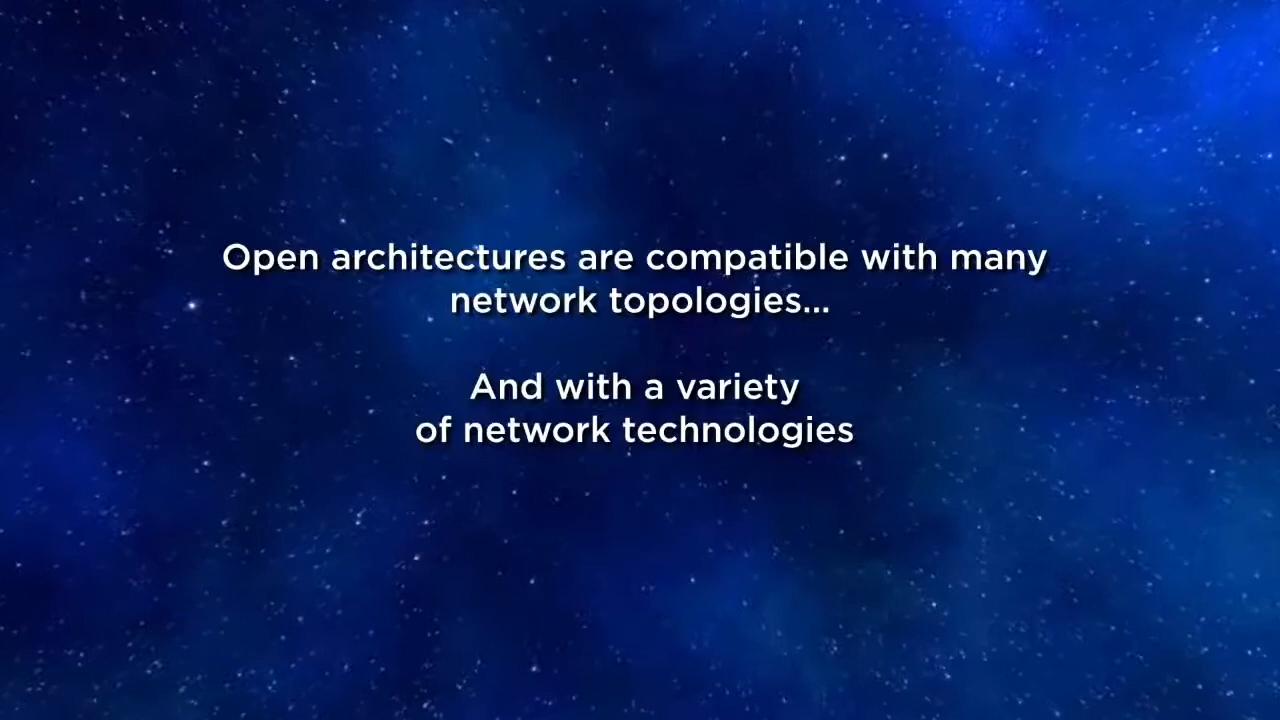 Open architectures are compatible with many
network topologies...
And with a variety
of network technologies